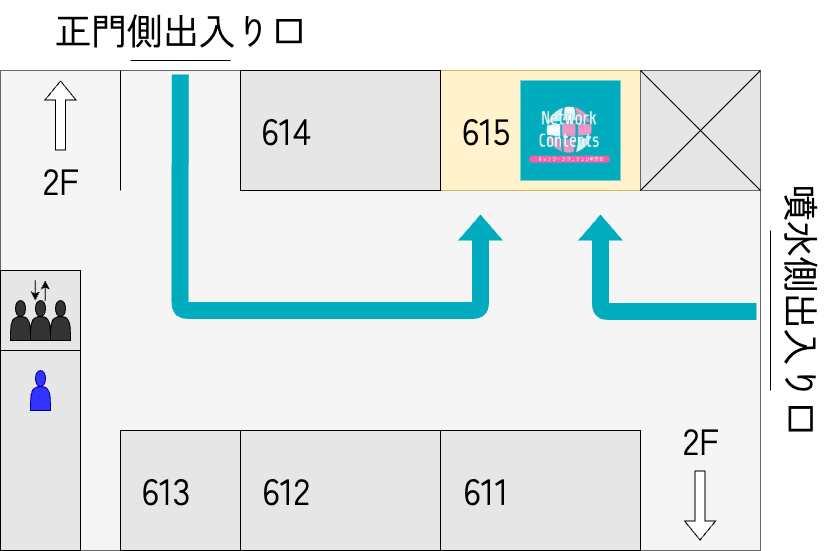 正門側出入り口
2F
614
615
Network
Contents
ネットワークコンテンツ研究会
噴水側出入り口
2F
613
612
611